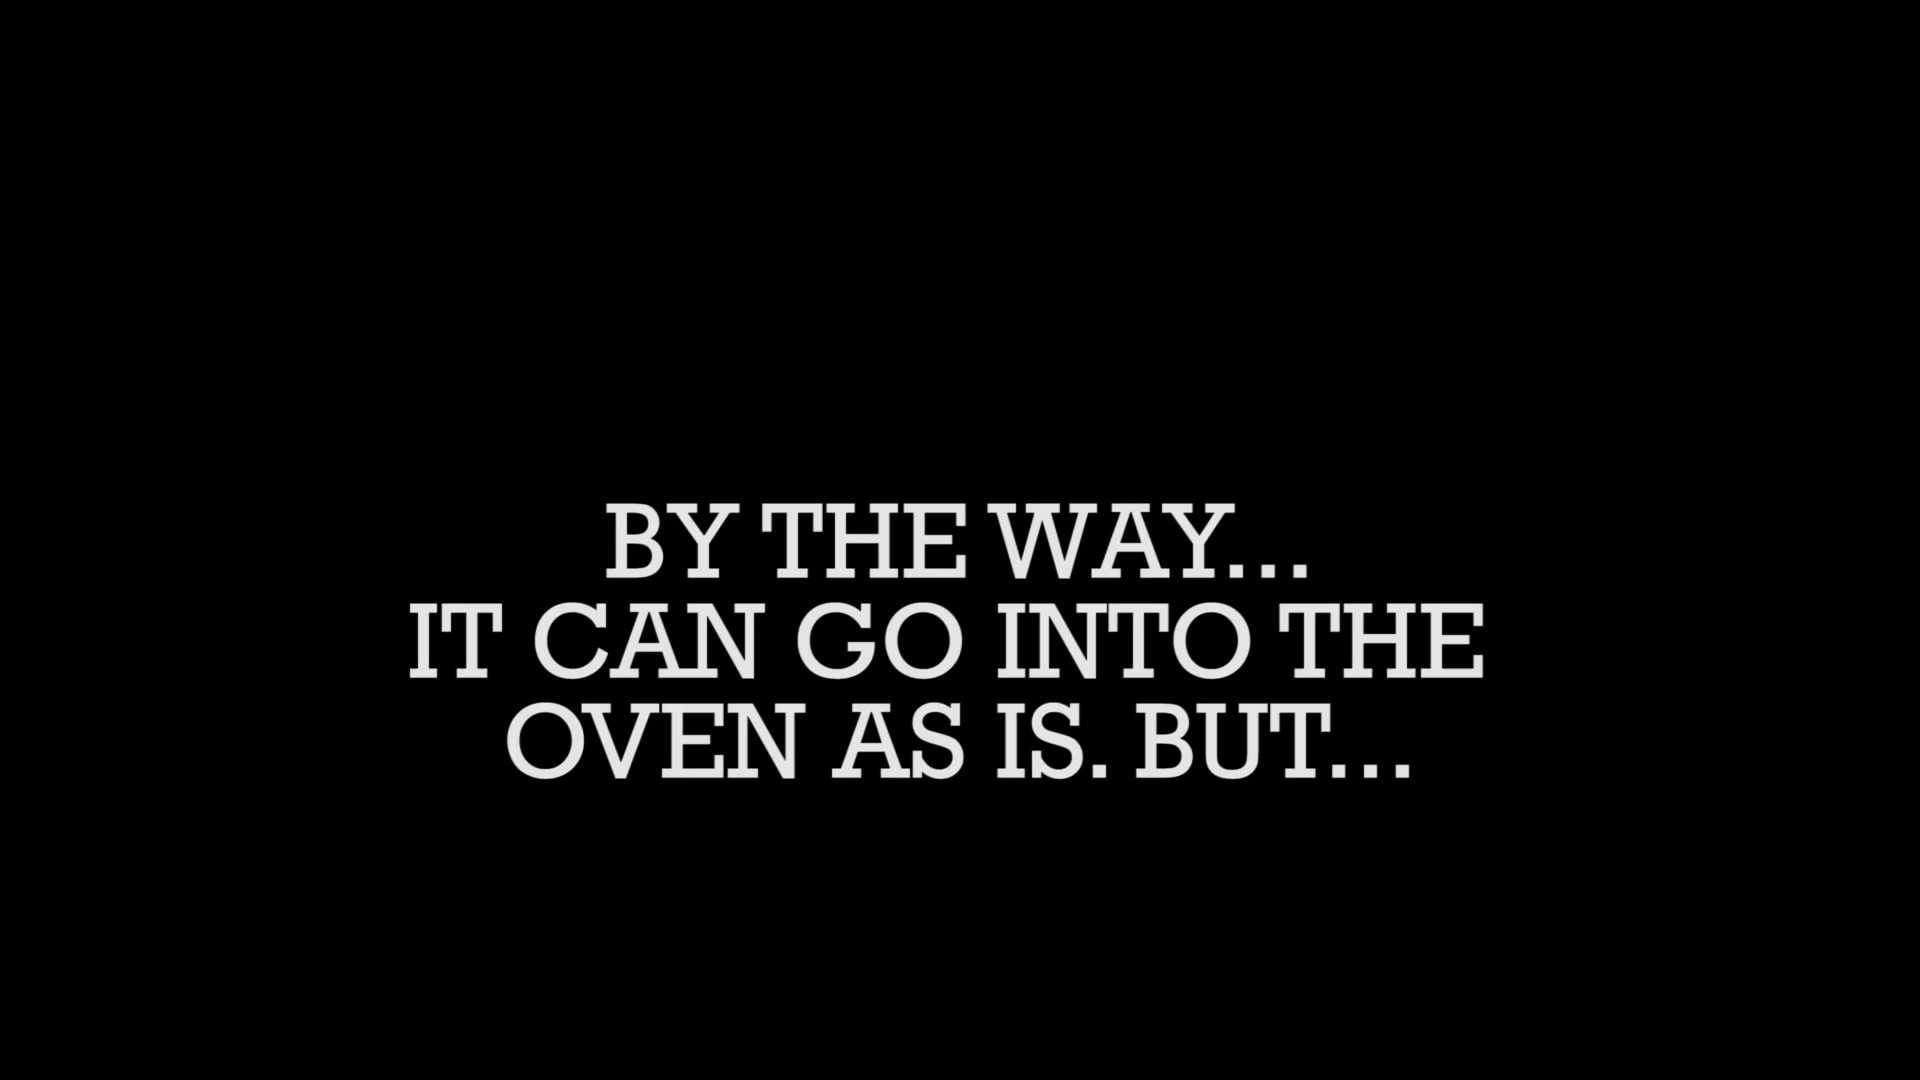 BY THE WAY...
IT CAN GO INTO THE
OVEN AS IS. BUT...